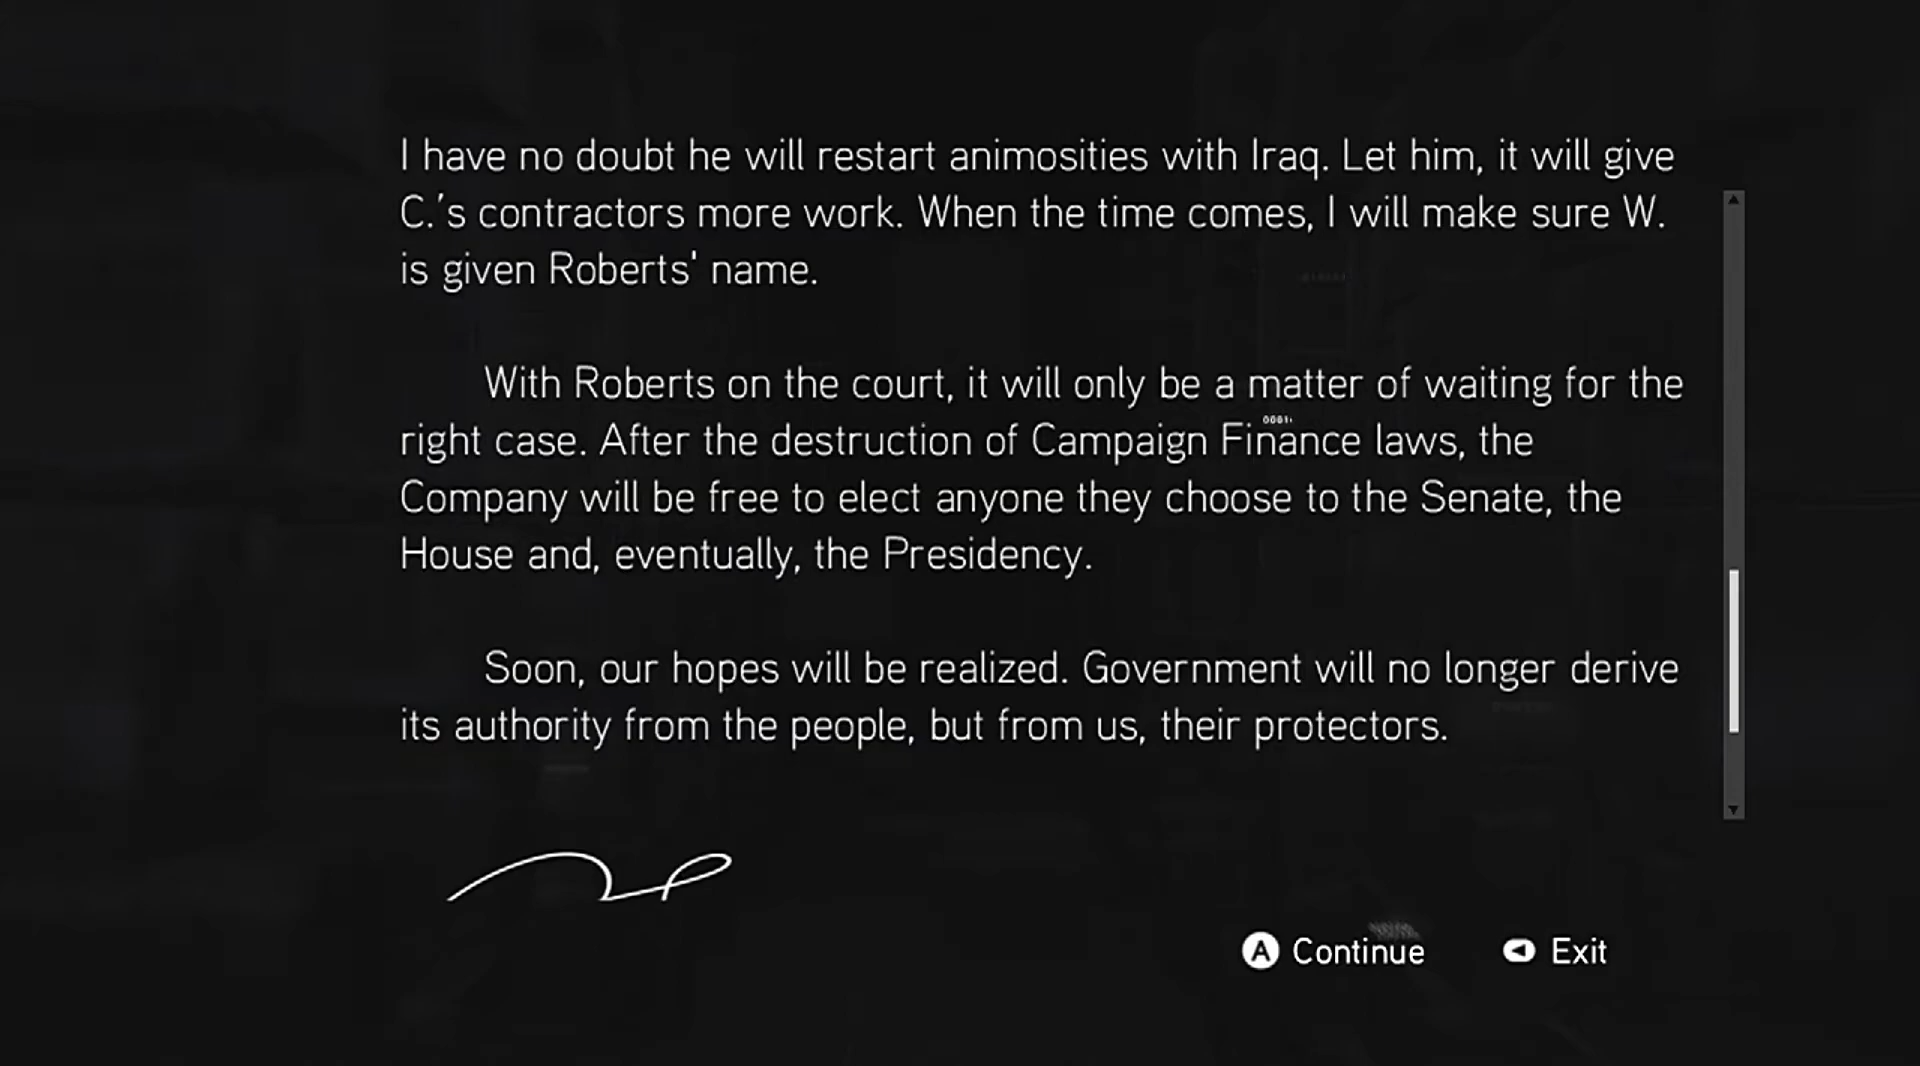 I have no doubt he will restart animosities with Iraq. Let him, it will give
C.'s contractors more work. When the time comes, I will make sure W.
is given Roberts' name.
With Roberts on the court, it will only be a matter of waiting for the
right case. After the destruction of Campaign Finance laws, the
Company will be free to elect anyone they choose to the Senate, the
House and, eventually, the Presidency.
Soon, our hopes will be realized. Government will no longer derive
its authority from the people, but from us, their protectors.
A Continue
Exit